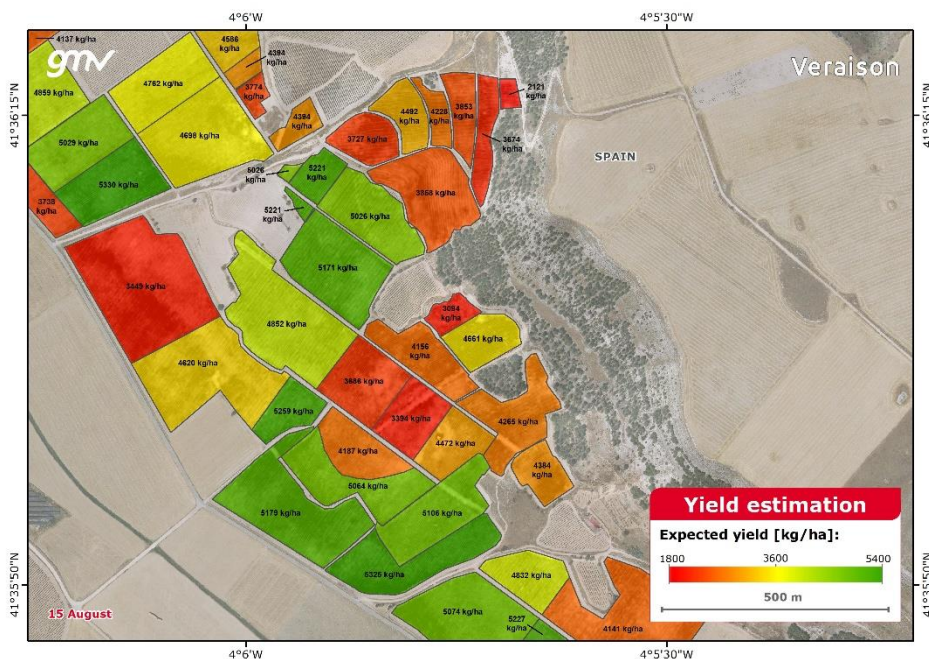 4°6'W
4°5'30"W
gmv
Veraison
41°36'15"N
41°36'15"N
4137 kg/ha
4586
kg/ha
4394
kg/ha
4859 kg/ha
4762 kg/ha
3774
kg/ha
2121
kg/ha
4698 kg/ha
4394
kg/ha
4492
kg/ha
4228
kg/ha
3853
kg/ha
3727 kg/ha
3674
kg/ha
5029 kg/ha
5330 kg/ha
5026
kg/ha
5221
kg/ha
SPAIN
3738
kg/ha
5221
kg/ha
5026 kg/ha
3868 kg/ha
5171 kg/ha
3449 kg/ha
4852 kg/ha
3084
kg/ha
4661 kg/ha
4156
kg/ha
4620 kg/ha
3686 kg/ha
5259 kg/ha
3394 kg/ha
4265 kg/ha
4187 kg/ha
4472
kg/ha
4384
kg/ha
5064 kg/ha
5179 kg/ha
5106 kg/ha
5326 kg/ha
4832 kg/ha
5074 kg/ha
5227
kg/ha
4141 kg/ha
Yield estimation
Expected yield [kg/ha]:
1800 3600 5400
500 m
15 August
41°35'50"N
41°35'50"N
4°6'W
4°5'30"W